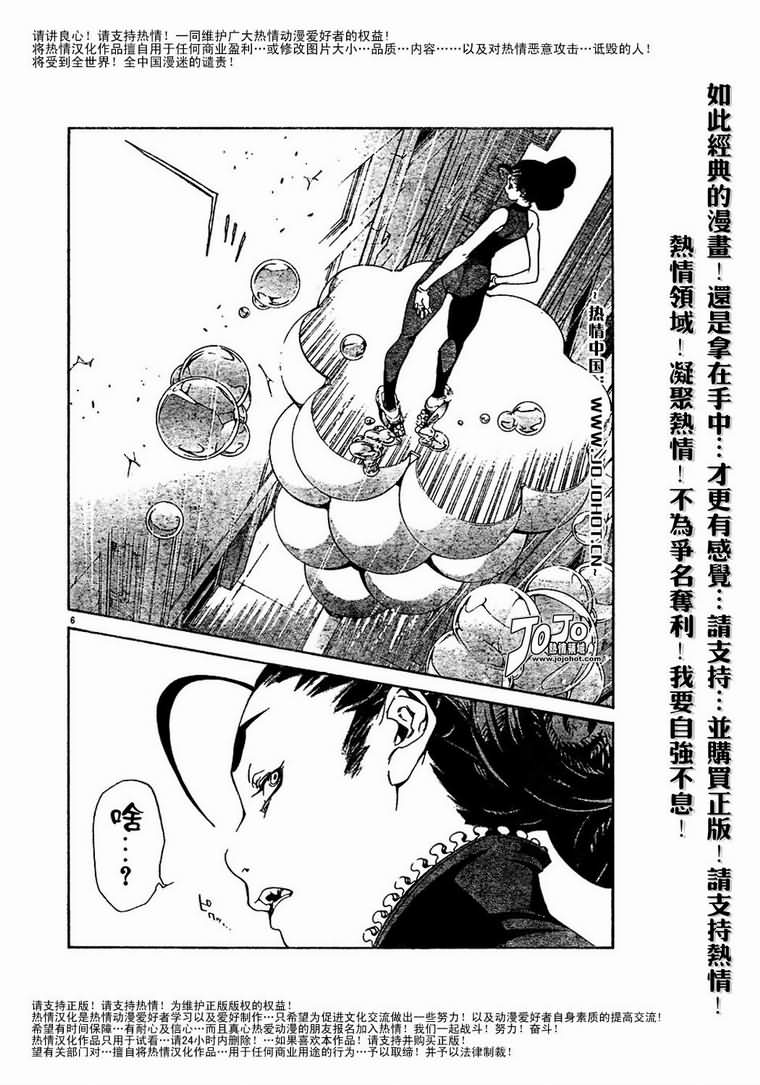 请讲良心！请支持热情！一同维护广大热情动漫爱好者的权益！
将热情汉化作品擅自用于任何商业盈利…或修改图片大小…品质…内容……以及对热情恶意攻击…诋毁的人！
将受到全世界！全中国漫迷的谴责！
如此經典的漫畫！還是拿在手中…才更有感覺…請支持…並購買正版！請支持熱情！
熱情領域！凝聚熱情！不為爭名奪利！我要自強不息！
~热情中国…WWW.JOJOHOT.CN~
JOJO
熱情領域
www.jojohot.com
6
啥…
…？
请支持正版！请支持热情！为维护正版版权的权益！
热情汉化是热情动漫爱好者的学习以及爱好制作…只希望为促进文化交流做出一些努力！以及动漫爱好者自身素质的提高交流！
希望有时间保障…有耐心及信心…而且真心热爱动漫的朋友报名加入热情！我们一起战斗！努力！奋斗！
热情汉化作品只用于试看…请24小时内删除！…如果喜欢本作品！请支持并购买正版！
望有关部门对…擅自将热情汉化作品…用于任何商业用途的行为…予以取缔！并予以法律制裁！